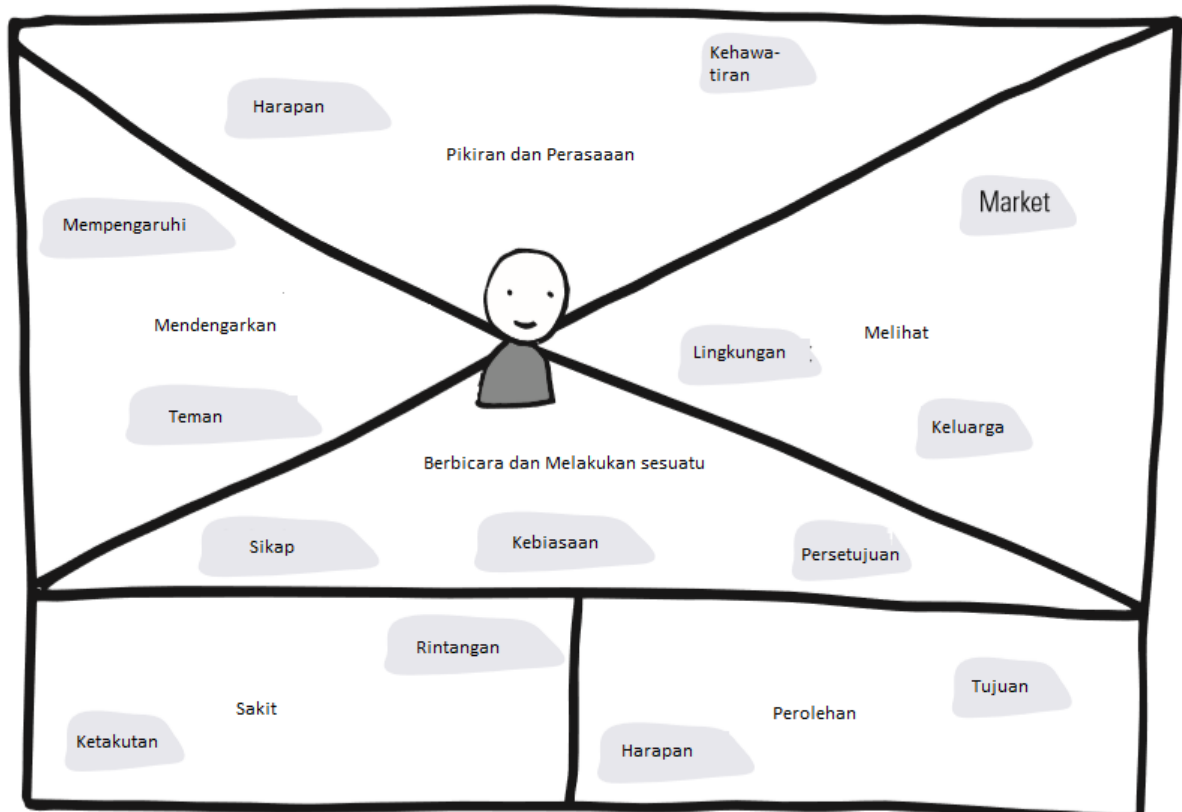 Kehawa-
tiran
Harapan
Pikiran dan Perasaaan
Market
Mempengaruhi
Mendengarkan
Melihat
Lingkungan
Teman
Keluarga
Berbicara dan Melakukan sesuatu
Sikap
Kebiasaan
Persetujuan
Rintangan
Sakit
Ketakutan
Tujuan
Perolehan
Harapan